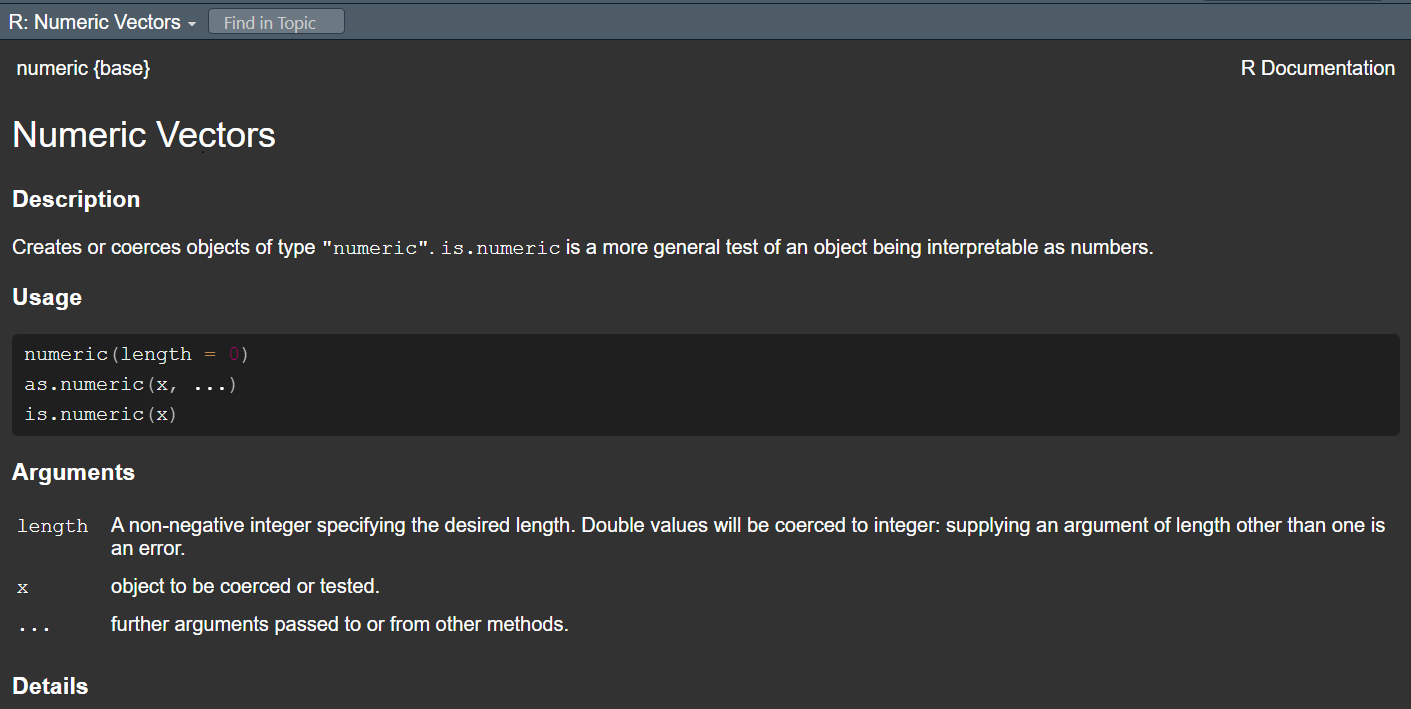 R: Numeric Vectors
Find in Topic
numeric {base}
R Documentation
Numeric Vectors
Description
Creates or coerces objects of type "numeric". is.numeric is a more general test of an object being interpretable as numbers.
Usage
numeric(length = 0)
as.numeric(x, ...)
is.numeric(x)
Arguments
length A non-negative integer specifying the desired length. Double values will be coerced to integer: supplying an argument of length other than one is
an error.
x object to be coerced or tested.
... further arguments passed to or from other methods.
Details